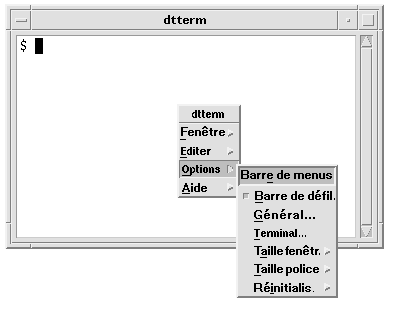 dtterm
$
dtterm
Fenêtre
Editer
Options
Aide
Barre de menus
Barre de défil.
Général...
Terminal...
Taille fenêtr.
Taille police
Réinitialis.